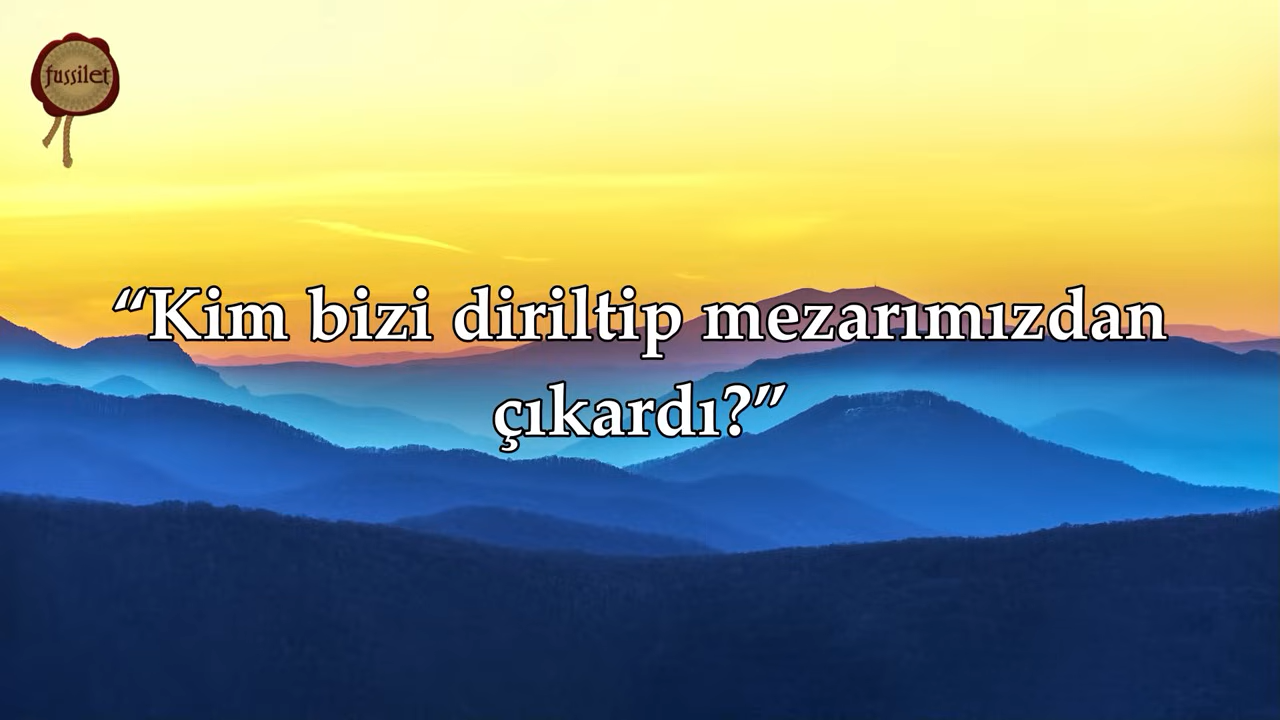 fussilet
“Kim bizi diriltip mezarımızdan
çıkardı?”